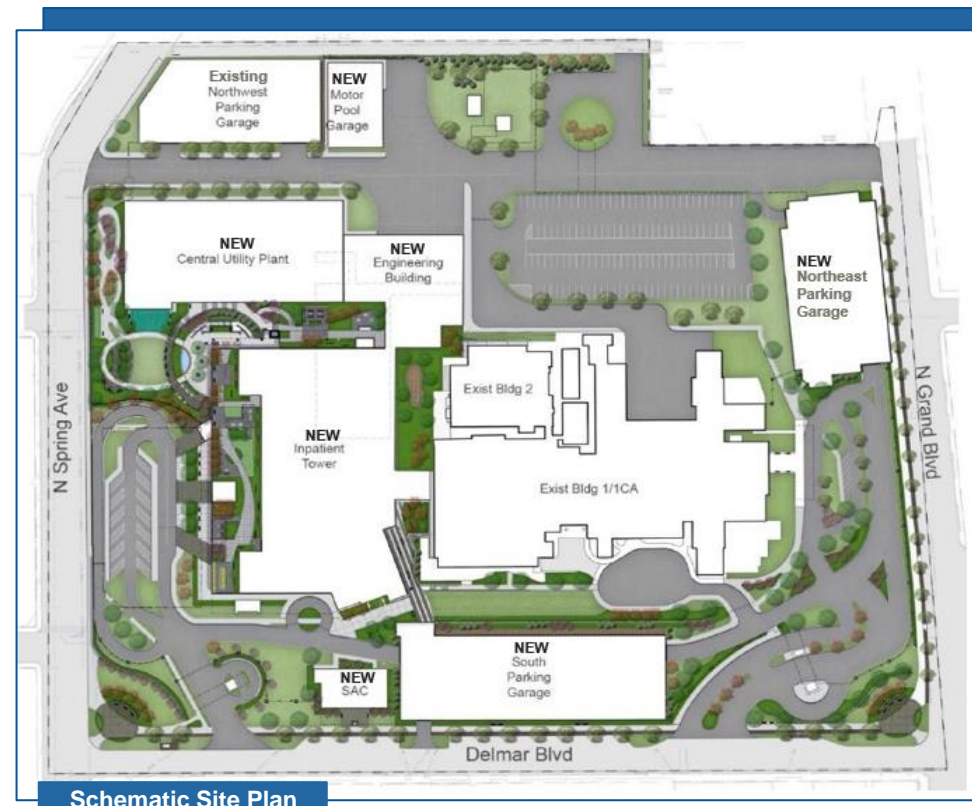 Existing
Northwest
Parking
Garage
NEW
Motor
Pool
Garage
NEW
Central Utility Plant
NEW
Engineering
Building
NEW
Northeast
Parking
Garage
Exist Bldg 2
NEW
Inpatient
Tower
Exist Bldg 1/1CA
N Spring Ave
N Grand Blvd
NEW
SAC
NEW
South
Parking
Garage
Delmar Blvd
Schematic Site Plan